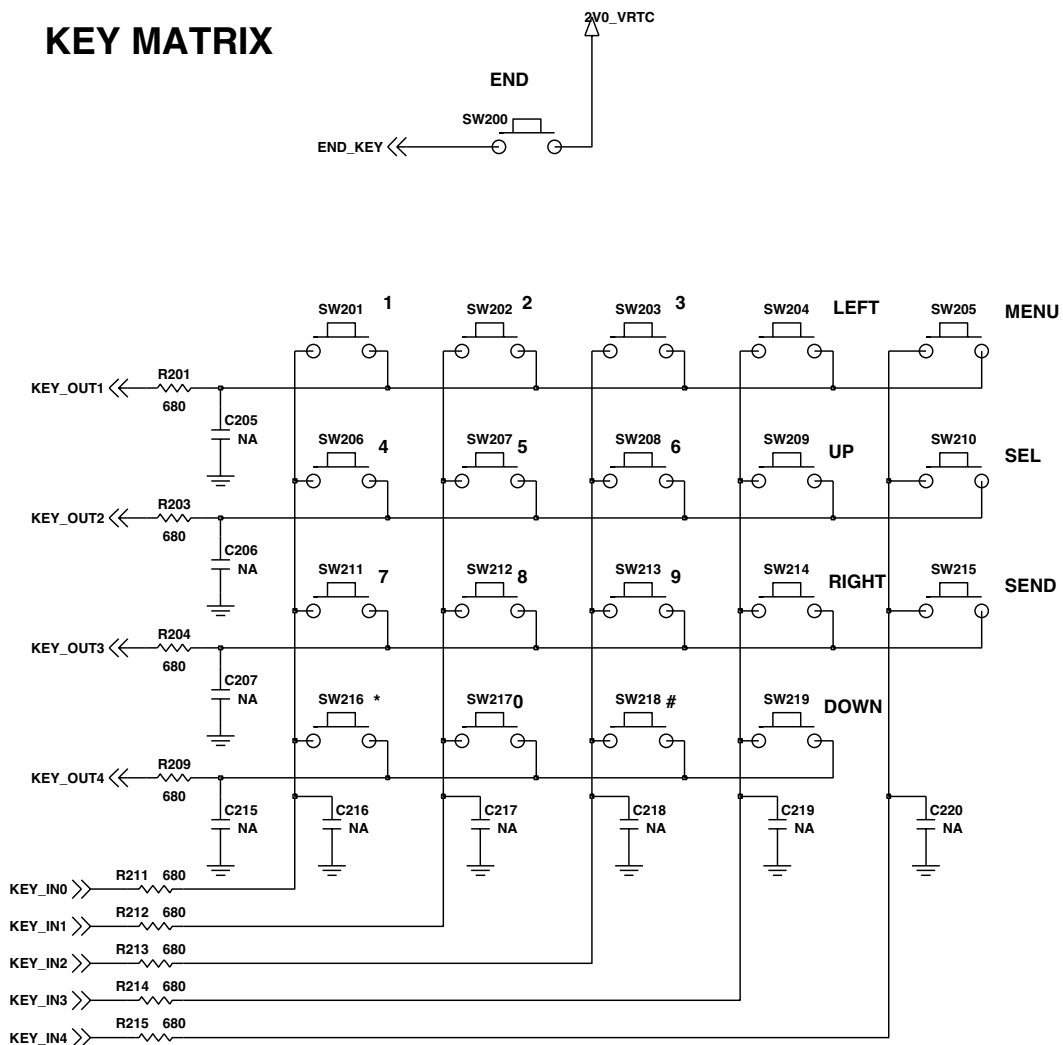 2V0_VRTC
KEY MATRIX
END
SW200
END_KEY
SW201 1 SW202 2 SW203 3 SW204 LEFT SW205 MENU
R201
KEY_OUT1
680
C205
NA
SW206 4 SW207 5 SW208 6 SW209 UP SW210 SEL
R203
KEY_OUT2
680
C206
NA
SW211 7 SW212 8 SW213 9 SW214 RIGHT SW215 SEND
R204
KEY_OUT3
680
C207
NA
SW216 * SW217 0 SW218 # SW219 DOWN
R209
KEY_OUT4
680
C215 C216 C217 C218 C219 C220
NA NA NA NA NA NA
R211 680
KEY_IN0
R212 680
KEY_IN1
R213 680
KEY_IN2
R214 680
KEY_IN3
R215 680
KEY_IN4